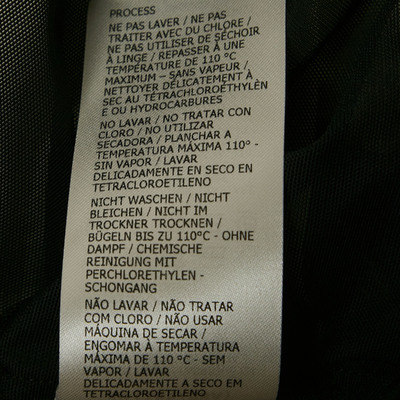 PROCESS
NE PAS LAVER / NE PAS
TRAITER AVEC DU CHLORE /
NE PAS UTILISER DE SÉCHOIR
À LINGE / REPASSER À UNE
TEMPÉRATURE DE 110 °C
MAXIMUM – SANS VAPEUR /
NETTOYER DÉLICATEMENT À
SEC AU TÉTRACHLOROÉTHYLÈN
E OU HYDROCARBURES
NO LAVAR / NO TRATAR CON
CLORO / NO UTILIZAR
SECADORA / PLANCHAR A
TEMPERATURA MÁXIMA 110° -
SIN VAPOR / LAVAR
DELICADAMENTE EN SECO EN
TETRACLOROETILENO
NICHT WASCHEN / NICHT
BLEICHEN / NICHT IM
TROCKNER TROCKNEN /
BÜGELN BIS ZU 110°C - OHNE
DAMPF / CHEMISCHE
REINIGUNG MIT
PERCHLORETHYLEN -
SCHONGANG
NÃO LAVAR / NÃO TRATAR
COM CLORO / NÃO USAR
MÁQUINA DE SECAR /
ENGOMAR À TEMPERATURA
MÁXIMA DE 110 °C - SEM
VAPOR / LAVAR
DELICADAMENTE A SECO EM
TETRACLOROETILENO